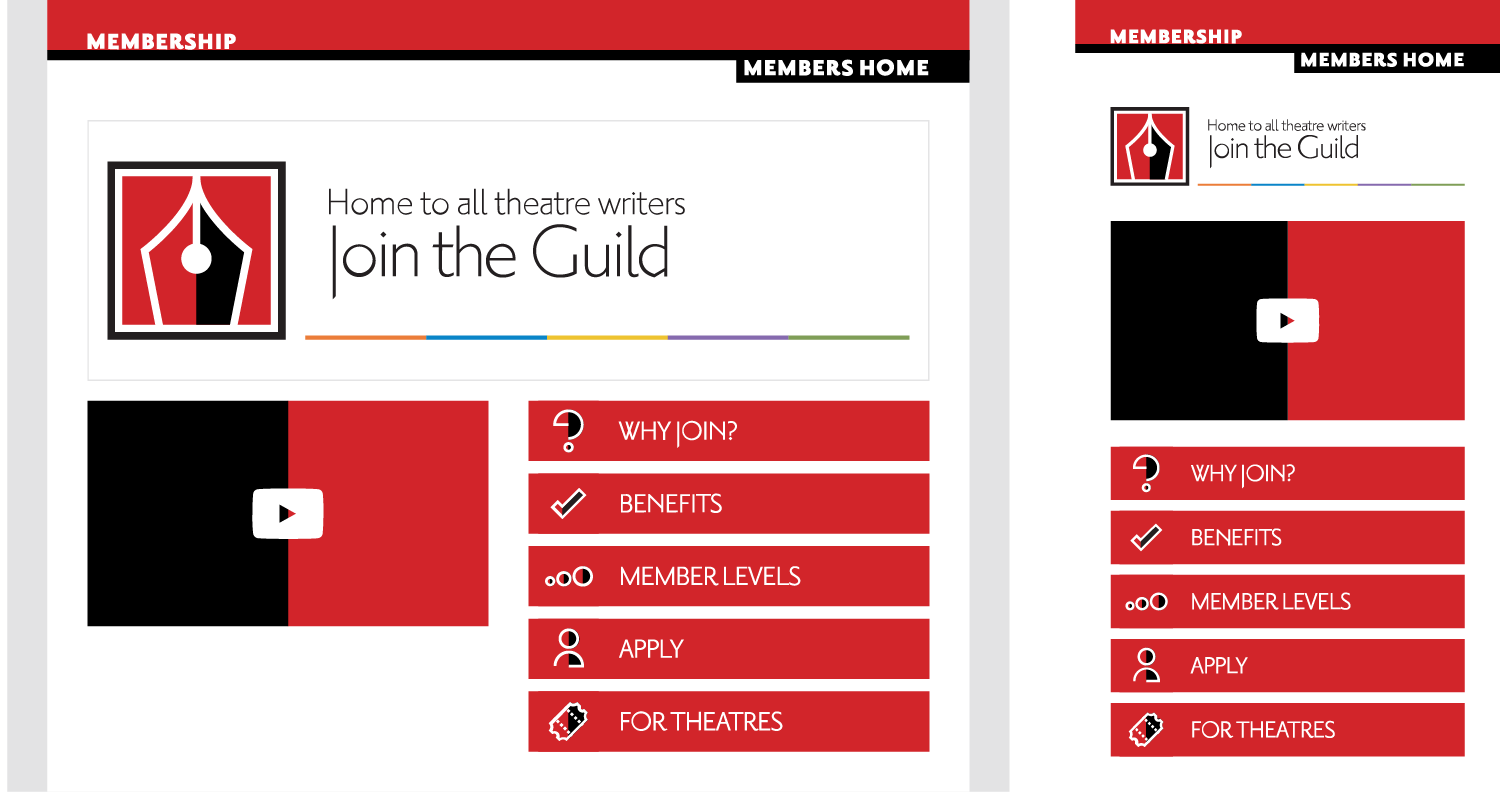 MEMBERSHIP
MEMBERS HOME
Home to all theatre writers
Join the Guild
WHY JOIN?
BENEFITS
MEMBER LEVELS
APPLY
FOR THEATRES
MEMBERSHIP
MEMBERS HOME
Home to all theatre writers
Join the Guild
WHY JOIN?
BENEFITS
MEMBER LEVELS
APPLY
FOR THEATRES